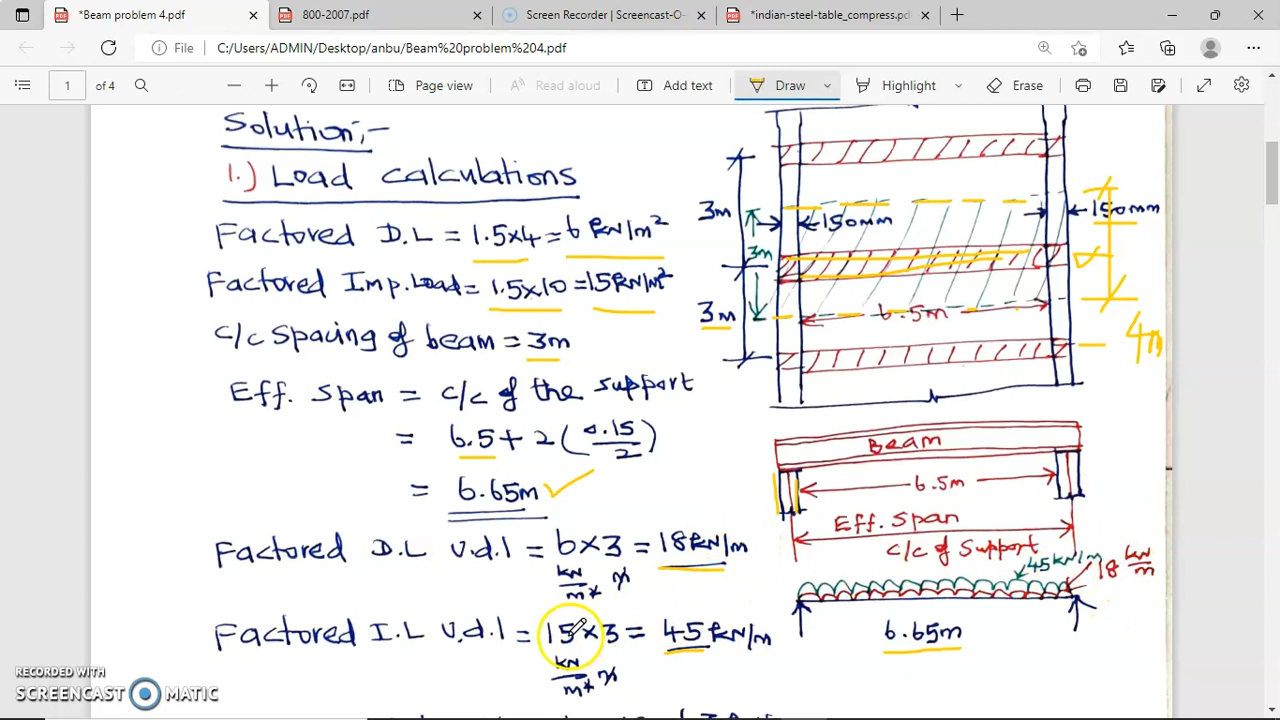 *Beam problem 4.pdf
800-2007.pdf
Screen Recorder | Screencast-O-
*indian-steel-table_compress.pd
File
C:/Users/ADMIN/Desktop/anbu/Beam%20problem%204.pdf
1 of 4
Page view
Read aloud
Add text
Draw
Highlight
Erase
Solution;-
1.) Load calculations
Factored D.L = 1.5x4 = 6 kN/m²
Factored Imp.Load = 1.5x10 = 15kN/m²
c/c spacing of beam = 3m
Eff. span = c/c of the support
= 6.5 + 2 (0.15/2)
= 6.65m
Factored D.L U.d.l = 6x3 = 18kN/m
kN/m² x m
Factored I.L U.d.l = 15x3 = 45kN/m
kN/m² x m
3m
150mm
150mm
3m
3m
6.5m
4m
Beam
6.5m
Eff. span
c/c of support
45kN/m
18 kN/m
6.65m
RECORDED WITH
SCREENCAST MATIC